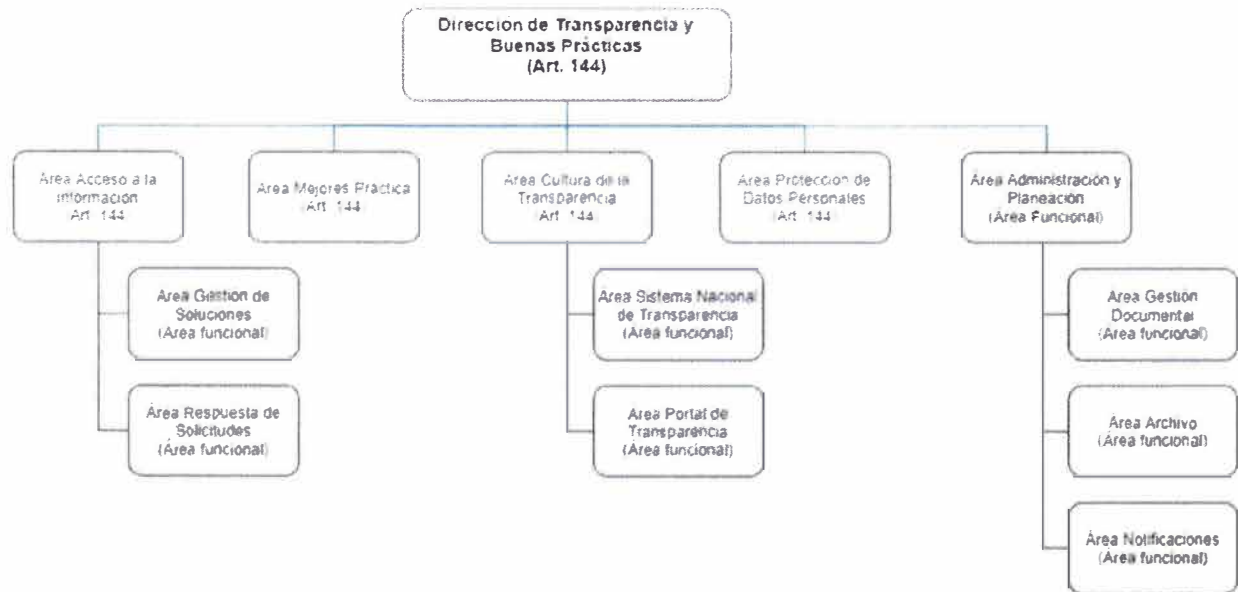 Dirección de Transparencia y
Buenas Prácticas
(Art. 144)
Área Acceso a la
Información
Art. 144
Área Mejores Práctica
(Art. 144)
Área Cultura de la
Transparencia
(Art. 144)
Área Protección de
Datos Personales
(Art. 144)
Área Administración y
Planeación
(Área Funcional)
Área Gestión de
Soluciones
(Área funcional)
Área Respuesta de
Solicitudes
(Área funcional)
Área Sistema Nacional
de Transparencia
(Área funcional)
Área Portal de
Transparencia
(Área funcional)
Área Gestión
Documental
(Área funcional)
Área Archivo
(Área funcional)
Área Notificaciones
(Área funcional)